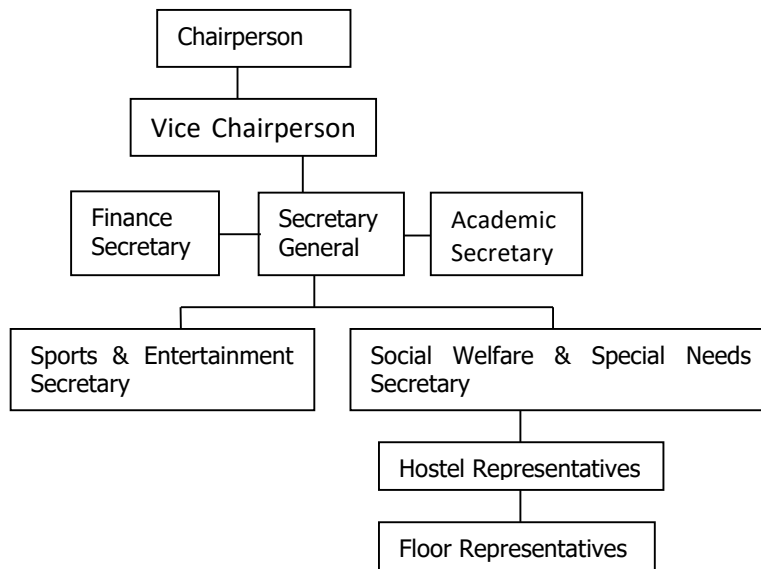 Chairperson
Vice Chairperson
Finance
Secretary
Secretary
General
Academic
Secretary
Sports & Entertainment
Secretary
Social Welfare & Special Needs
Secretary
Hostel Representatives
Floor Representatives